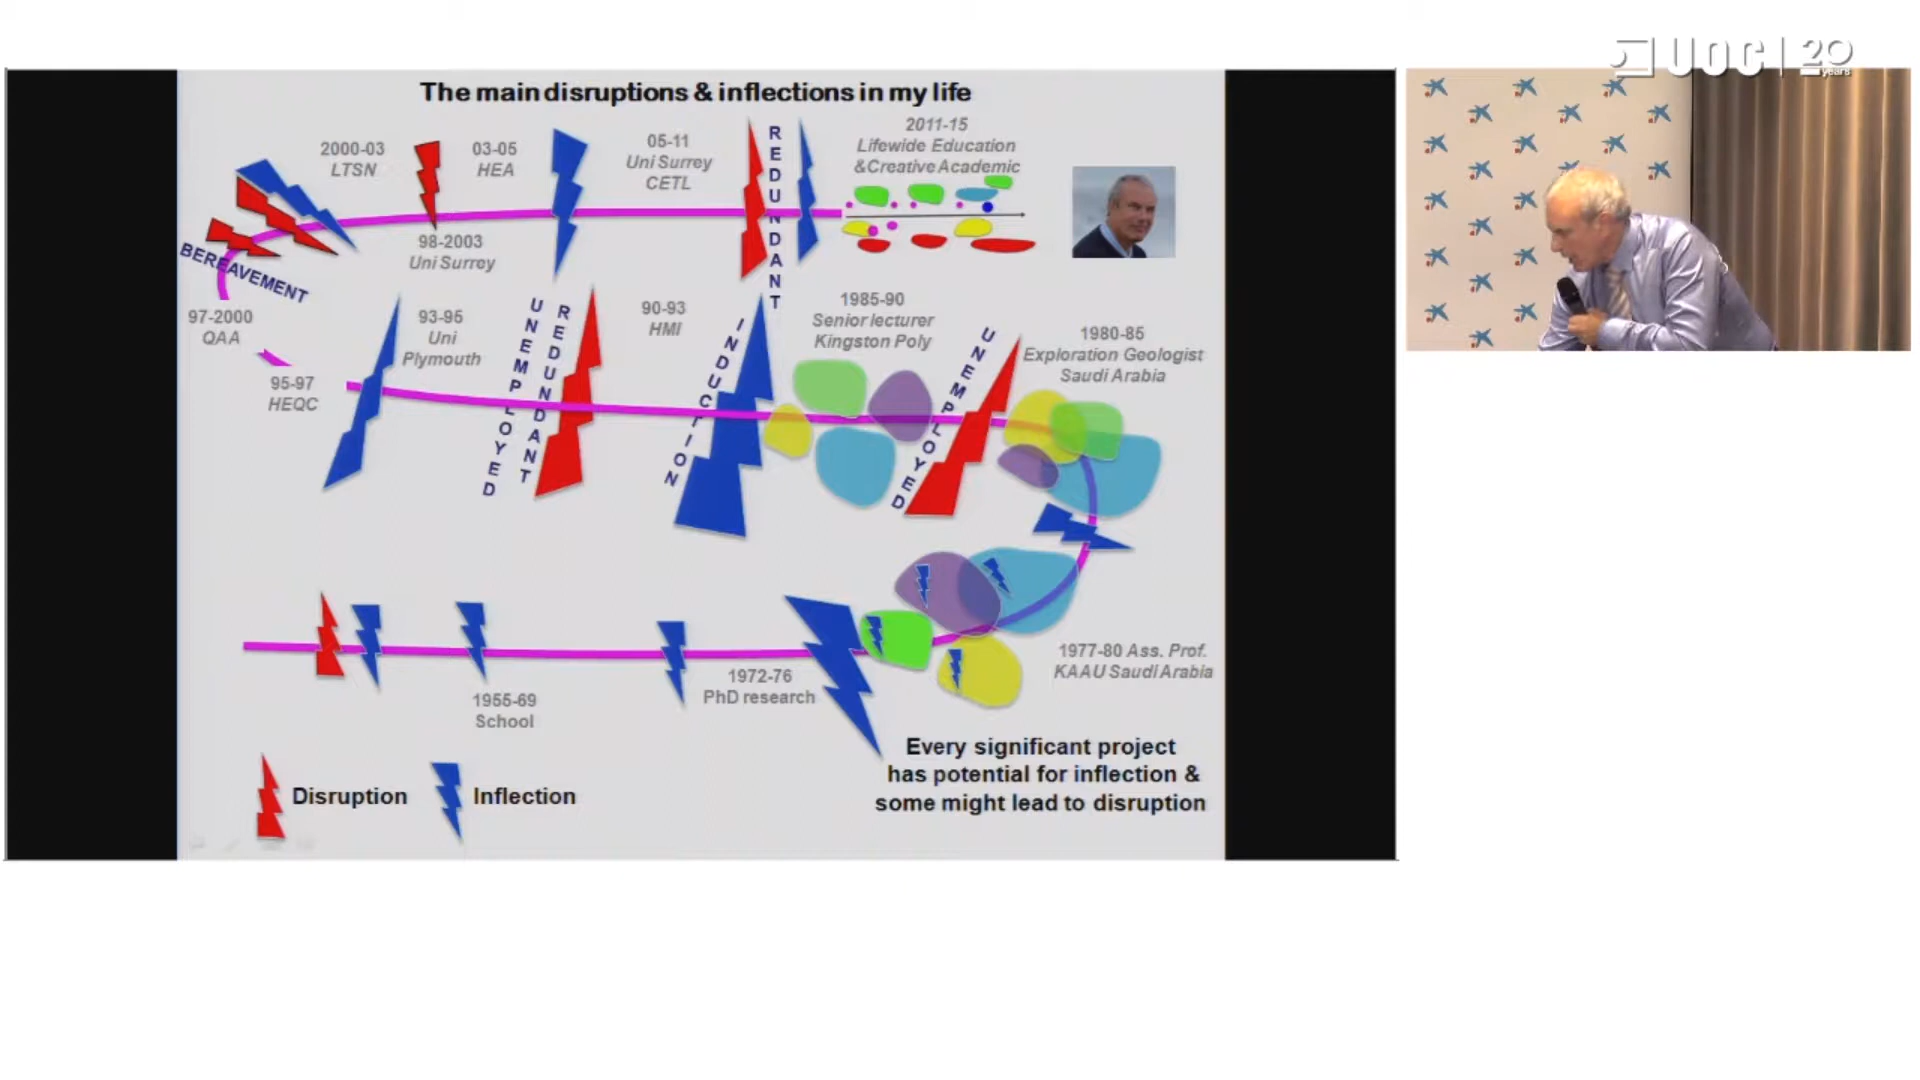 UOC 20 years
The main disruptions & inflections in my life
2000-03
LTSN
03-05
HEA
05-11
Uni Surrey
CETL
REDUNDANT
2011-15
Lifewide Education
&Creative Academic
BEREAVEMENT
98-2003
Uni Surrey
97-2000
QAA
95-97
HEQC
93-95
Uni
Plymouth
UNEMPLOYED
REDUNDANT
90-93
HMI
INDUCTION
1985-90
Senior lecturer
Kingston Poly
UNEMPLOYED
1980-85
Exploration Geologist
Saudi Arabia
1955-69
School
1972-76
PhD research
1977-80 Ass. Prof.
KAAU Saudi Arabia
Every significant project
has potential for inflection &
some might lead to disruption
Disruption
Inflection